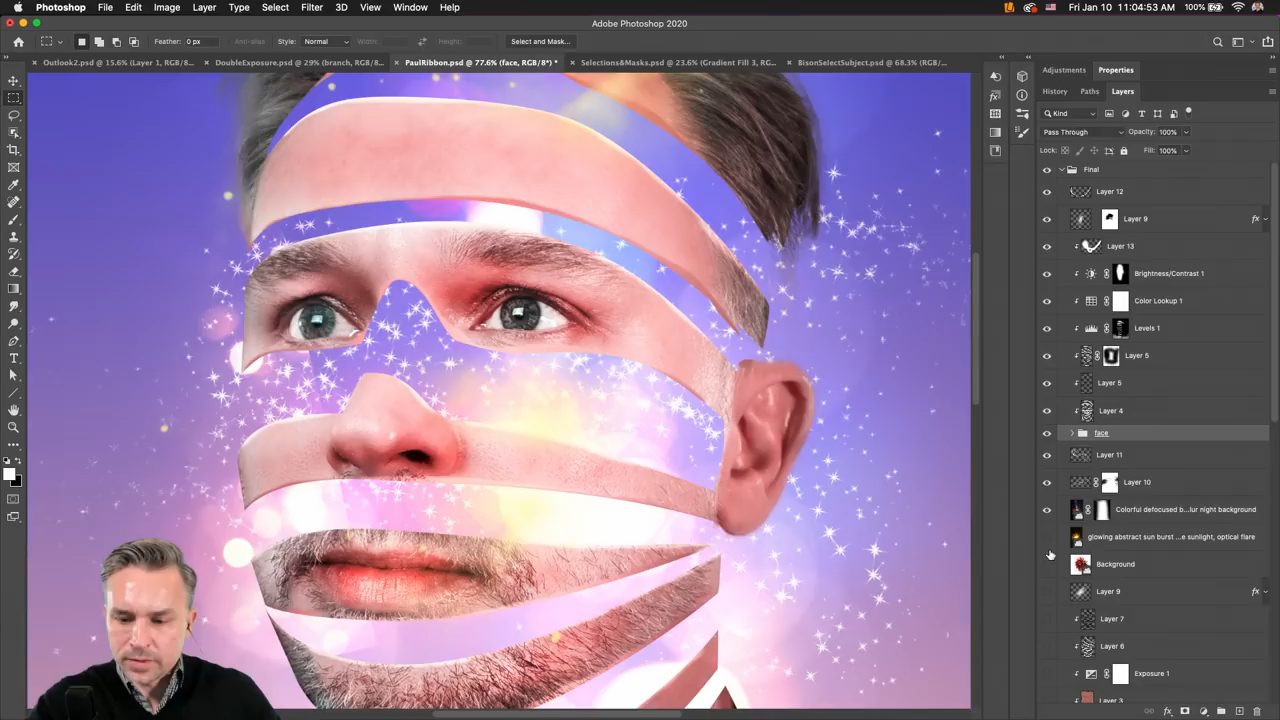 Photoshop File Edit Image Layer Type Select Filter 3D View Window Help 100% Fri Jan 10 11:04:53 AM
Adobe Photoshop 2020
Feather: 0 px Anti-alias Style: Normal Width: Height: Select and Mask...
Outlook2.psd @ 15.6% (Layer 1, RGB/8... DoubleExposure.psd @ 29% (branch, RGB/8... PaulRibbon.psd @ 77.6% (face, RGB/8*) * Selections&Masks.psd @ 23.6% (Gradient Fill 3, RGB/... BisonSelectSubject.psd @ 68.3% (RGB/...
Adjustments Properties
History Paths Layers
Kind
Pass Through Opacity: 100%
Lock: Fill: 100%
Final
Layer 12
Layer 9 fx
Layer 13
Brightness/Contrast 1
Color Lookup 1
Levels 1
Layer 5
Layer 5
Layer 4
face
Layer 11
Layer 10
Colorful defocused b...lur night background
glowing abstract sun burst ...e sunlight, optical flare
Background
Layer 9 fx
Layer 7
Layer 6
Exposure 1
Layer 3